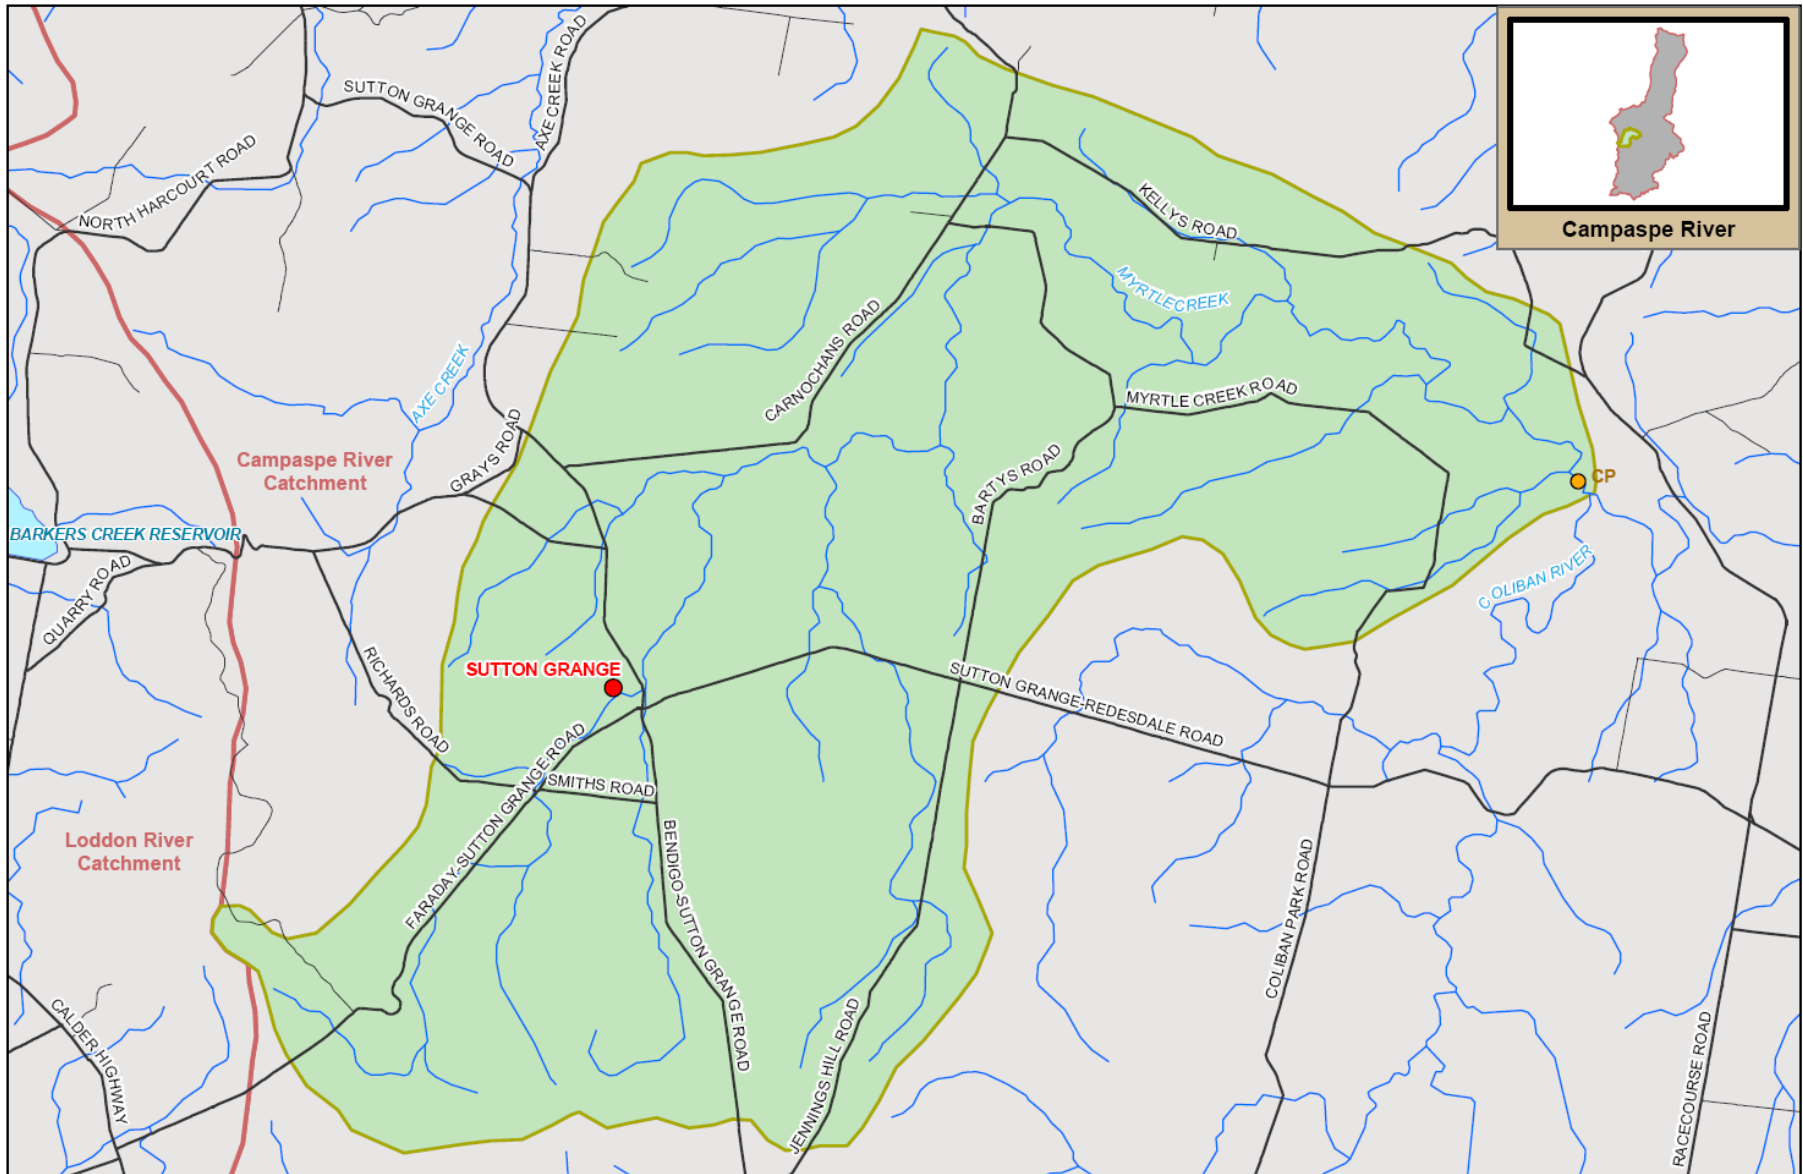 SUTTON GRANGE ROAD
AXE CREEK ROAD
NORTH HARCOURT ROAD
KELLYS ROAD
Campaspe River
MYRTLECREEK
CARNOCHANS ROAD
AXE CREEK
MYRTLE CREEK ROAD
GRAYS ROAD
Campaspe River
Catchment
BARTYS ROAD
CP
BARKERS CREEK RESERVOIR
QUARRY ROAD
COLIBAN RIVER
RICHARDS ROAD
SUTTON GRANGE
SUTTON GRANGE-REDESDALE ROAD
FARADAY-SUTTON GRANGE ROAD
SMITHS ROAD
Loddon River
Catchment
BENDIGO-SUTTON GRANGE ROAD
COLIBAN PARK ROAD
CALDER HIGHWAY
JENNINGS HILL ROAD
RACECOURSE ROAD